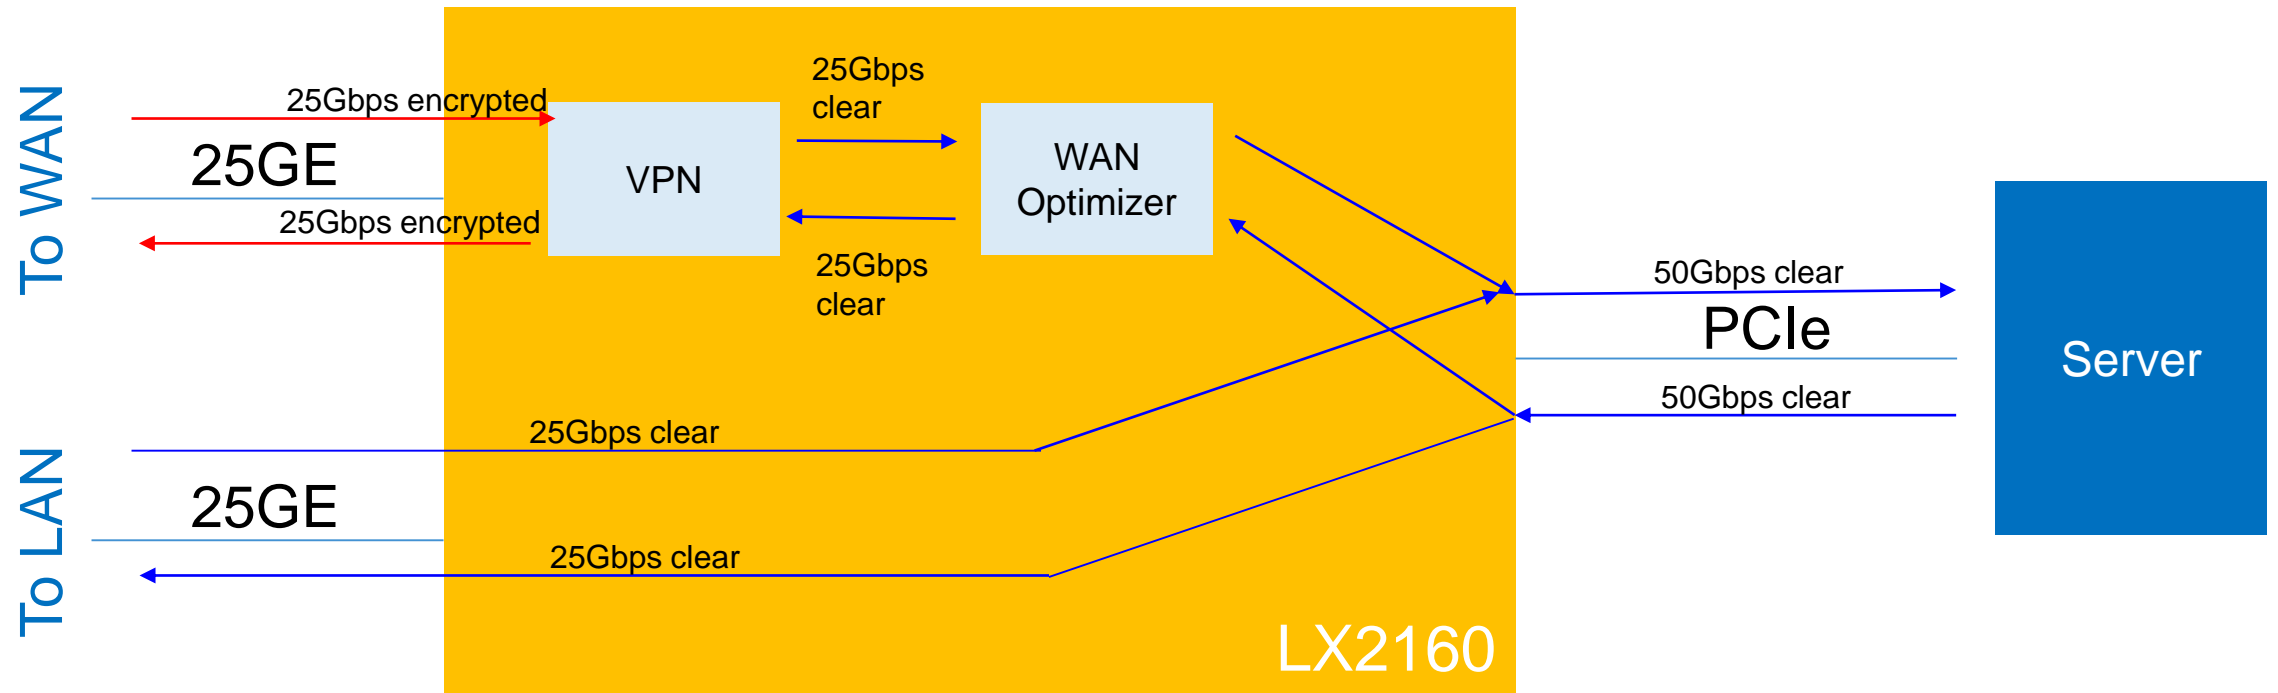 To WAN
25Gbps encrypted
25GE
25Gbps encrypted
VPN
25Gbps
clear
25Gbps
clear
WAN
Optimizer
50Gbps clear
PCIe
50Gbps clear
Server
To LAN
25Gbps clear
25GE
25Gbps clear
LX2160